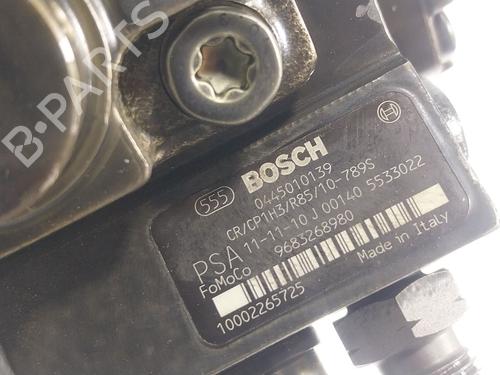 B-PARTS
555 BOSCH
0445010139
CR/CP1H3/R85/10-789S
PSA 11-11-10 J 00140 5533022
FoMoCo 9683268980
Made in Italy
10002265725